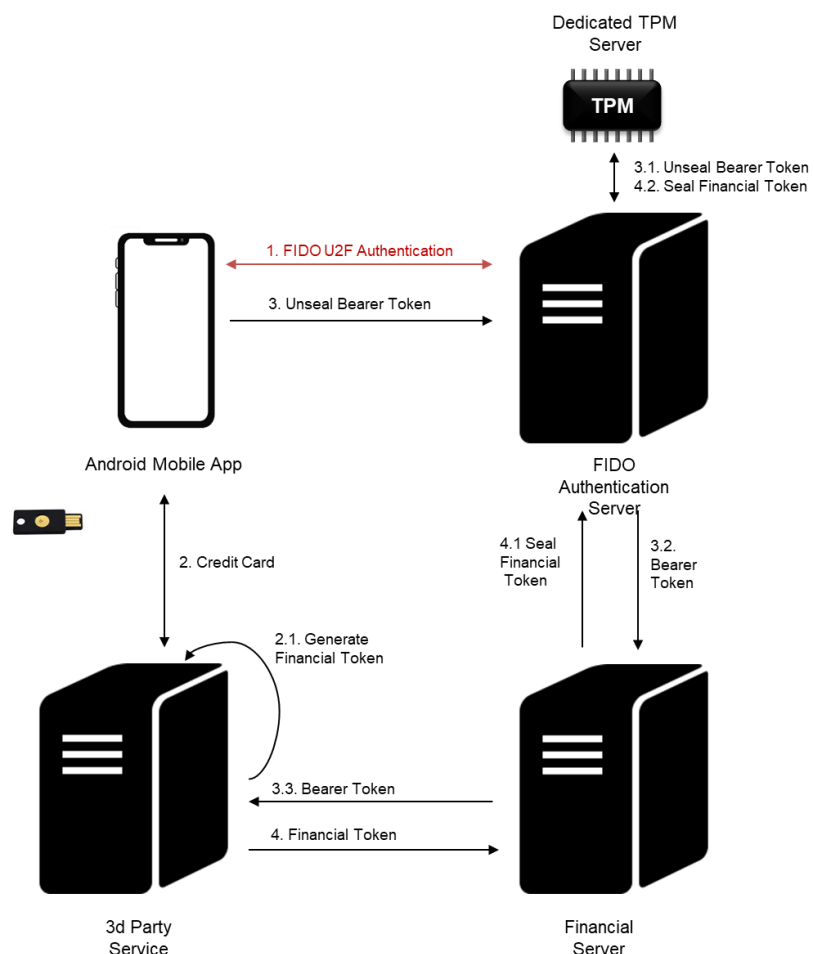 Dedicated TPM
Server
TPM
3.1. Unseal Bearer Token
4.2. Seal Financial Token
1. FIDO U2F Authentication
3. Unseal Bearer Token
Android Mobile App
FIDO
Authentication
Server
2. Credit Card
4.1 Seal
Financial
Token
3.2.
Bearer
Token
2.1. Generate
Financial Token
3.3. Bearer Token
4. Financial Token
3d Party
Service
Financial
Server